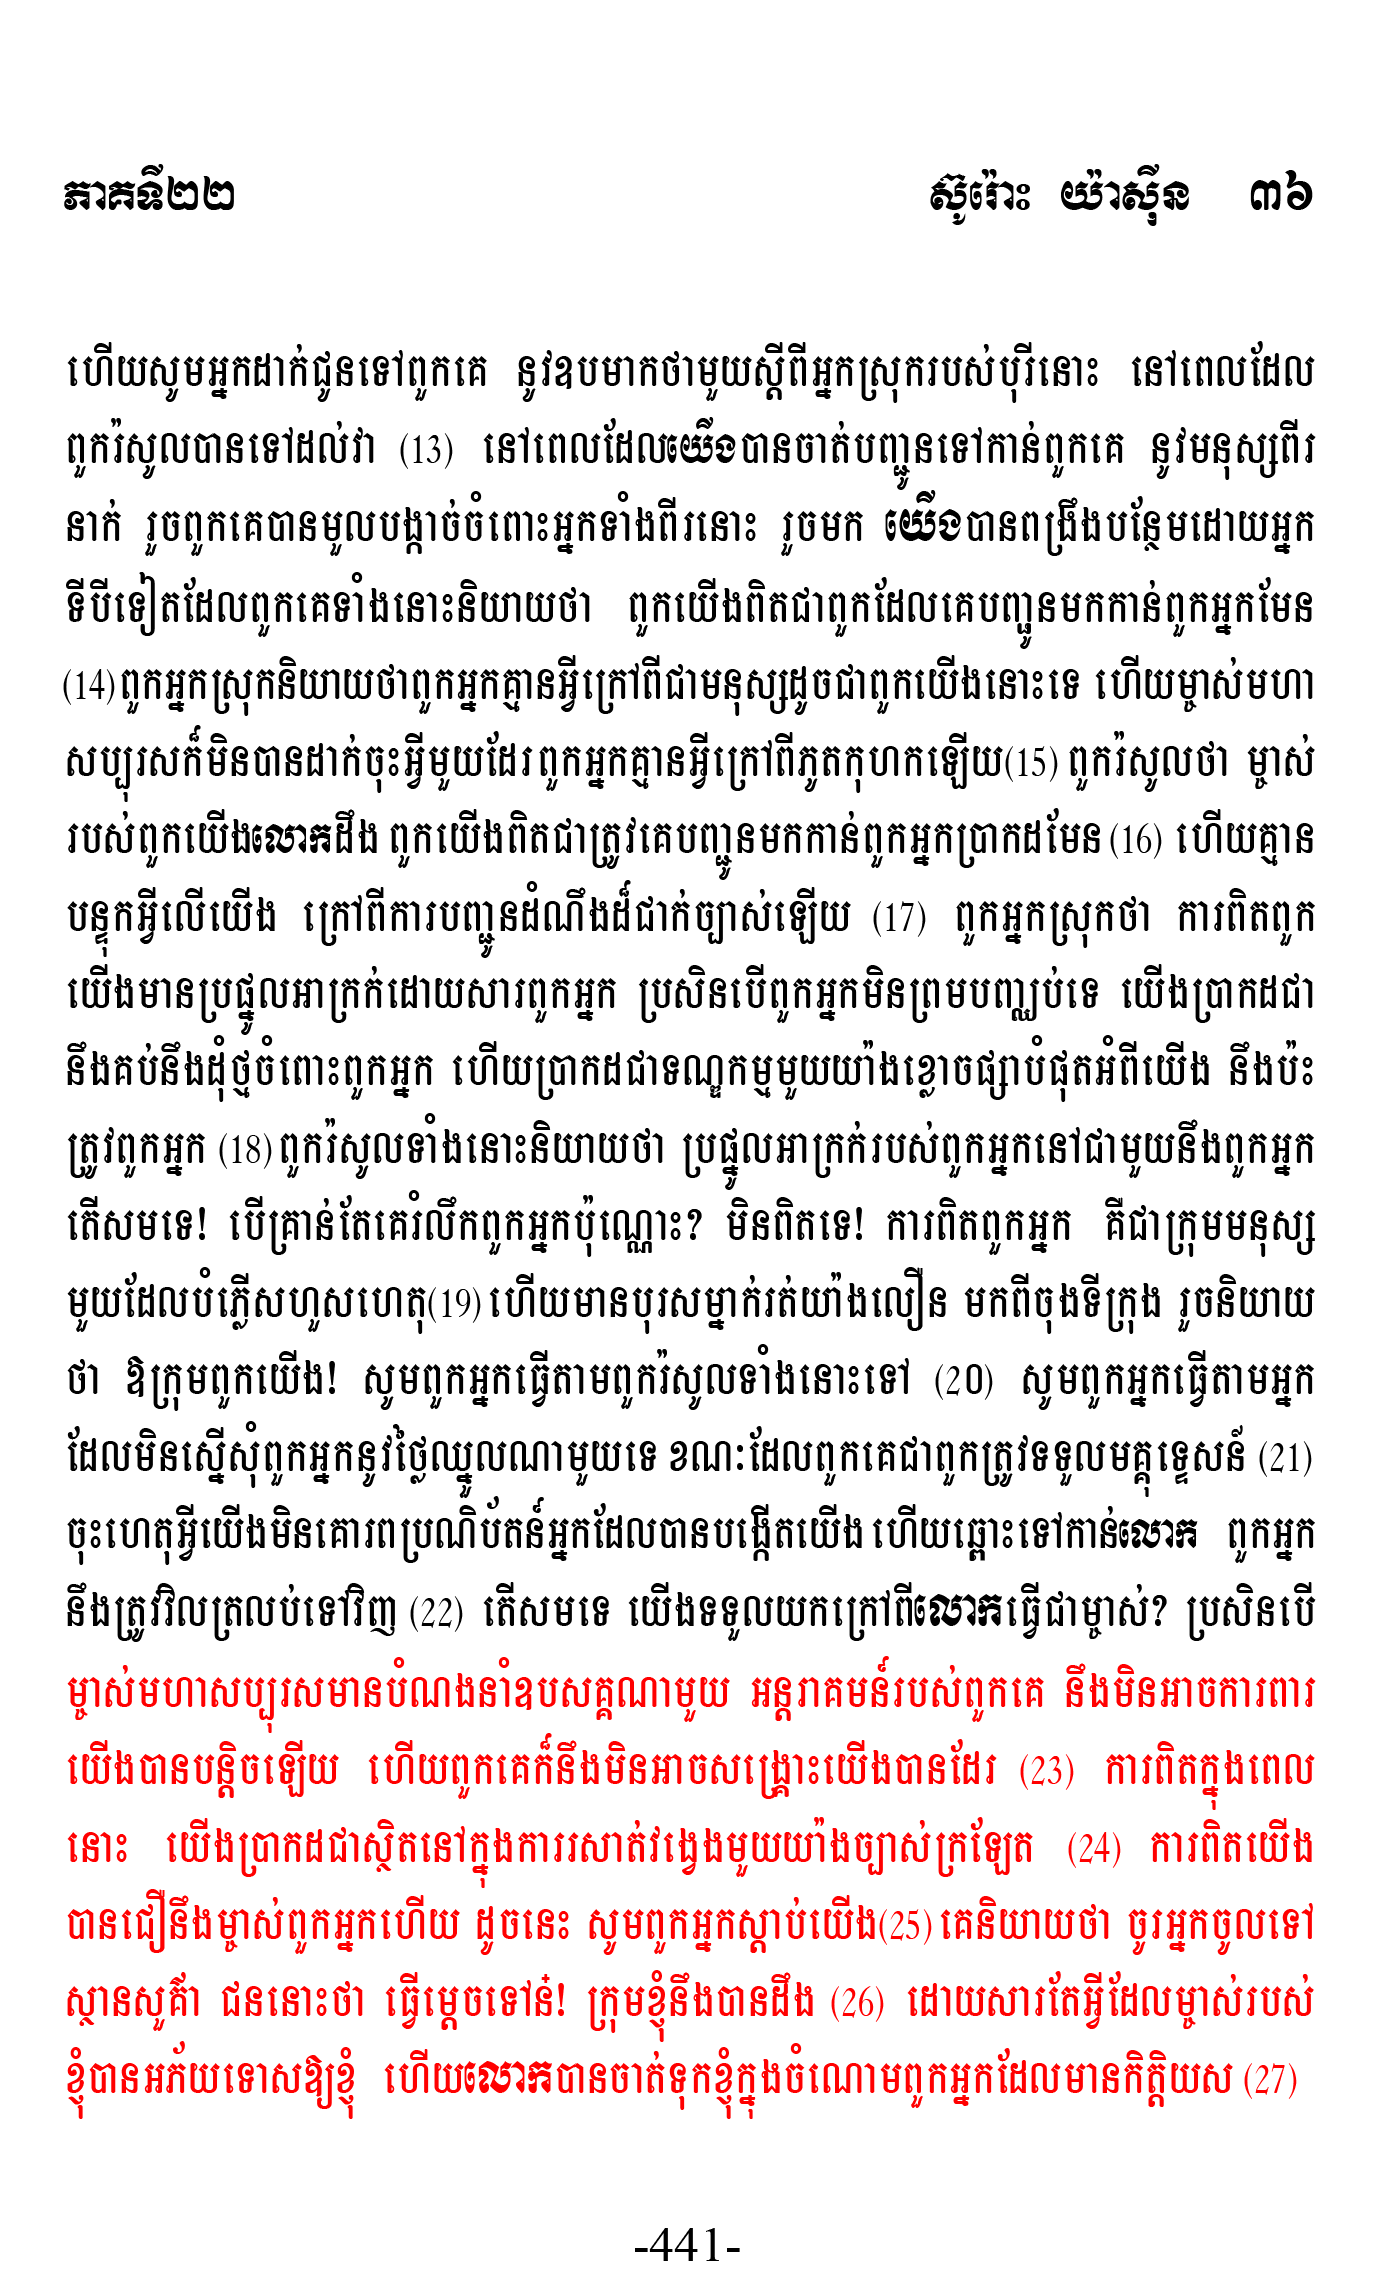 ភាគទី២២ ស៊ូរ៉ោះ យ៉ាស៊ីន ៣៦
ហើយសូមអ្នកដាក់ជូនទៅពួកគេ នូវឧបមាកថាមួយស្ដីពីអ្នកស្រុករបស់បុរីនោះ នៅពេលដែល
ពួករ៉សូលបានទៅដល់វា (13) នៅពេលដែលយើងបានចាត់បញ្ជូនទៅកាន់ពួកគេ នូវមនុស្សពីរ
នាក់ រួចពួកគេបានមួលបង្កាច់ចំពោះអ្នកទាំងពីរនោះ រួចមក យើងបានពង្រឹងបន្ថែមដោយអ្នក
ទីបីទៀតដែលពួកគេទាំងនោះនិយាយថា ពួកយើងពិតជាពួកដែលគេបញ្ជូនមកកាន់ពួកអ្នកមែន
(14) ពួកអ្នកស្រុកនិយាយថាពួកអ្នកគ្មានអ្វីក្រៅពីជាមនុស្សដូចជាពួកយើងនោះទេ ហើយម្ចាស់មហា
សប្បុរសក៏មិនបានដាក់ចុះអ្វីមួយដែរ ពួកអ្នកគ្មានអ្វីក្រៅពីភូតកុហកឡើយ(15) ពួករ៉សូលថា ម្ចាស់
របស់ពួកយើងលោកដឹង ពួកយើងពិតជាត្រូវគេបញ្ជូនមកកាន់ពួកអ្នកប្រាកដមែន (16) ហើយគ្មាន
បន្ទុកអ្វីលើយើង ក្រៅពីការបញ្ជូនដំណឹងដ៏ជាក់ច្បាស់ឡើយ (17) ពួកអ្នកស្រុកថា ការពិតពួក
យើងមានប្រផ្នូលអាក្រក់ដោយសារពួកអ្នក ប្រសិនបើពួកអ្នកមិនព្រមបញ្ឈប់ទេ យើងប្រាកដជា
នឹងគប់នឹងដុំថ្មចំពោះពួកអ្នក ហើយប្រាកដជាទណ្ឌកម្មមួយយ៉ាងខ្លោចផ្សាបំផុតអំពីយើង នឹងប៉ះ
ត្រូវពួកអ្នក (18) ពួករ៉សូលទាំងនោះនិយាយថា ប្រផ្នូលអាក្រក់របស់ពួកអ្នកនៅជាមួយនឹងពួកអ្នក
តើសមទេ! បើគ្រាន់តែគេរំលឹកពួកអ្នកប៉ុណ្ណោះ? មិនពិតទេ! ការពិតពួកអ្នក គឺជាក្រុមមនុស្ស
មួយដែលបំភ្លើសហួសហេតុ(19) ហើយមានបុរសម្នាក់រត់យ៉ាងលឿន មកពីចុងទីក្រុង រួចនិយាយ
ថា ឱក្រុមពួកយើង! សូមពួកអ្នកធ្វើតាមពួករ៉សូលទាំងនោះទៅ (2០) សូមពួកអ្នកធ្វើតាមអ្នក
ដែលមិនស្នើសុំពួកអ្នកនូវថ្លៃឈ្នួលណាមួយទេ ខណៈដែលពួកគេជាពួកត្រូវទទួលមគ្គុទ្ទេសន៍ (21)
ចុះហេតុអ្វីយើងមិនគោរពប្រណិប័តន៍អ្នកដែលបានបង្កើតយើង ហើយឆ្ពោះទៅកាន់លោក ពួកអ្នក
នឹងត្រូវវិលត្រលប់ទៅវិញ (22) តើសមទេ យើងទទួលយកក្រៅពីលោកធ្វើជាម្ចាស់? ប្រសិនបើ
ម្ចាស់មហាសប្បុរសមានបំណងនាំឧបសគ្គណាមួយ អន្តរាគមន៍របស់ពួកគេ នឹងមិនអាចការពារ
យើងបានបន្តិចឡើយ ហើយពួកគេក៏នឹងមិនអាចសង្គ្រោះយើងបានដែរ (23) ការពិតក្នុងពេល
នោះ យើងប្រាកដជាស្ថិតនៅក្នុងការរសាត់វង្វេងមួយយ៉ាងច្បាស់ក្រឡែត (24) ការពិតយើង
បានជឿនឹងម្ចាស់ពួកអ្នកហើយ ដូចនេះ សូមពួកអ្នកស្ដាប់យើង(25) គេនិយាយថា ចូរអ្នកចូលទៅ
ស្ថានសួគ៌ា ជននោះថា ធ្វើម្ដេចទៅន៎! ក្រុមខ្ញុំនឹងបានដឹង (26) ដោយសារតែអ្វីដែលម្ចាស់របស់
ខ្ញុំបានអភ័យទោសឱ្យខ្ញុំ ហើយលោកបានចាត់ទុកខ្ញុំក្នុងចំណោមពួកអ្នកដែលមានកិត្តិយស (27)
-441-